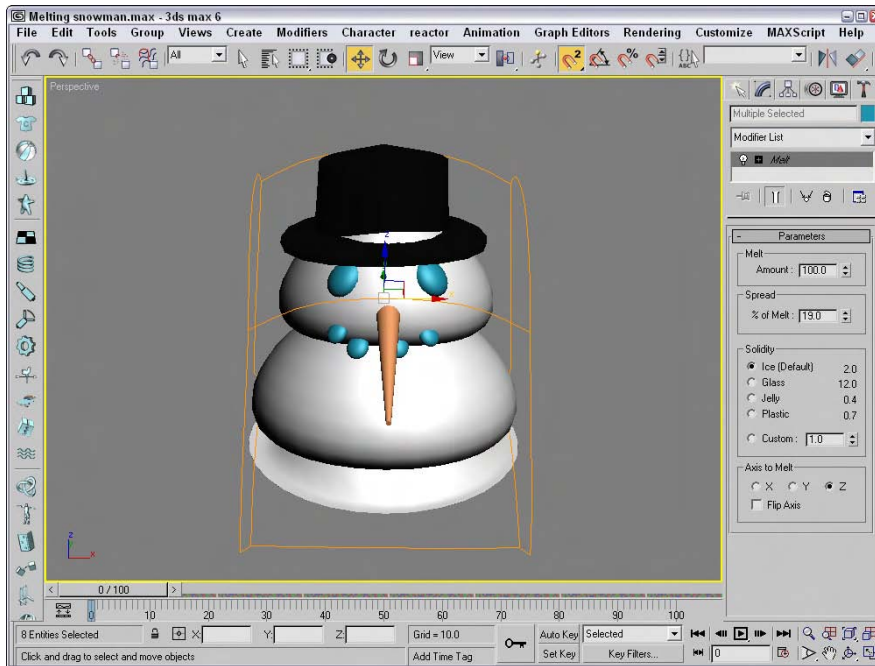 Melting snowman.max - 3ds max 6
File Edit Tools Group Views Create Modifiers Character reactor Animation Graph Editors Rendering Customize MAXScript Help
All
View
ABC
Perspective
z
x
Multiple Selected
Modifier List
Melt
Parameters
Melt
Amount : 100.0
Spread
% of Melt : 19.0
Solidity
Ice (Default) 2.0
Glass 12.0
Jelly 0.4
Plastic 0.7
Custom : 1.0
Axis to Melt
X Y Z
Flip Axis
z
x
< 0 / 100 >
0 10 20 30 40 50 60 70 80 90 100
8 Entities Selected X: Y: Z: Grid = 10.0 Auto Key Selected
Click and drag to select and move objects Add Time Tag Set Key Key Filters... 0